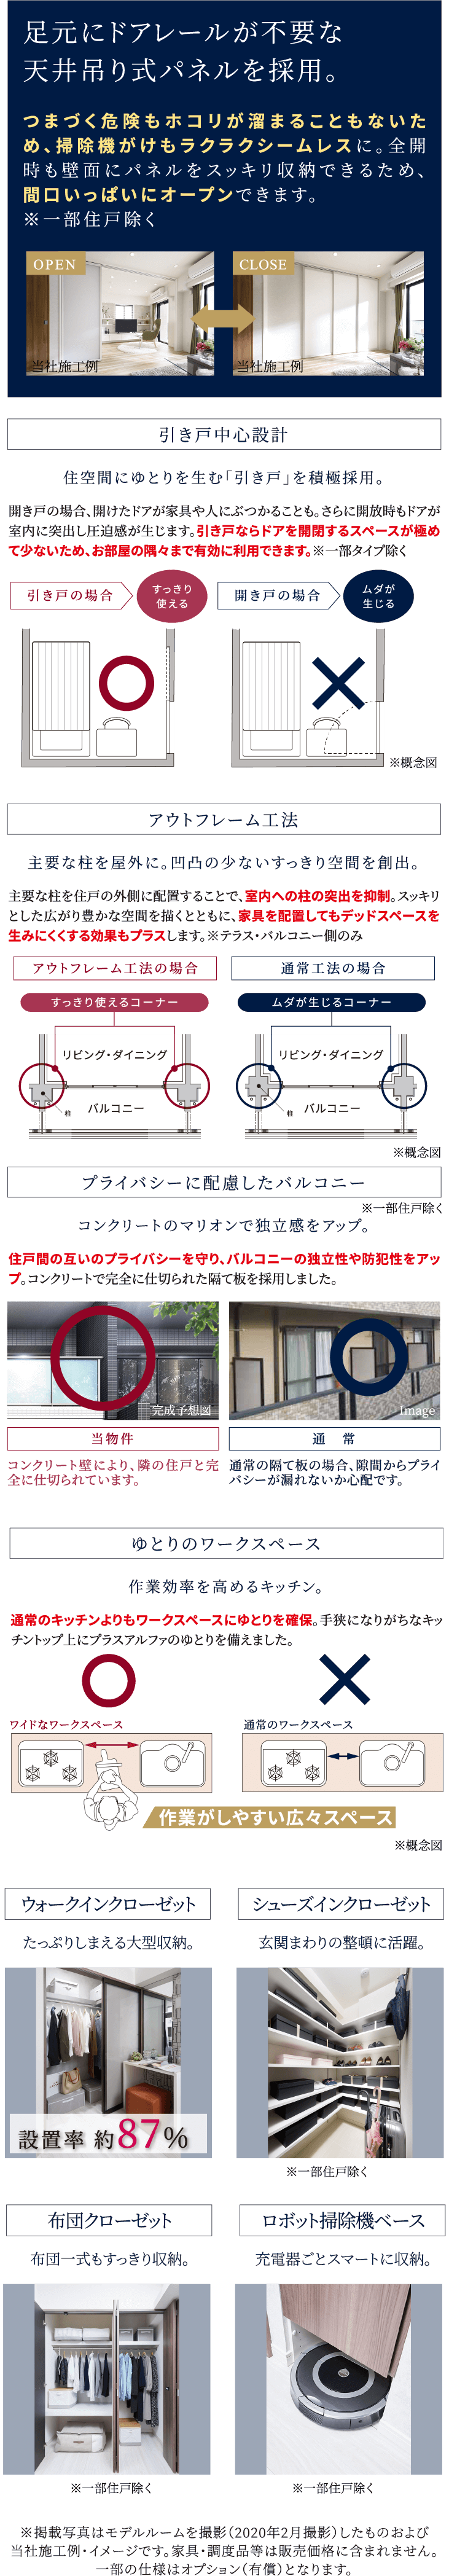 足元にドアレールが不要な
天井吊り式パネルを採用。
つまづく危険もホコリが溜まることもないた
め、掃除機がけもラクラクシームレスに。全開
時も壁面にパネルをスッキリ収納できるため、
間口いっぱいにオープンできます。
※一部住戸除く
OPEN
CLOSE
当社施工例
当社施工例
引き戸中心設計
住空間にゆとりを生む「引き戸」を積極採用。
開き戸の場合、開けたドアが家具や人にぶつかることも。さらに開放時もドアが
室内に突出し圧迫感が生じます。引き戸ならドアを開閉するスペースが極め
て少ないため、お部屋の隅々まで有効に利用できます。※一部タイプ除く
引き戸の場合
すっきり
使える
開き戸の場合
ムダが
生じる
※概念図
アウトフレーム工法
主要な柱を屋外に。凹凸の少ないすっきり空間を創出。
主要な柱を住戸の外側に配置することで、室内への柱の突出を抑制。スッキリ
とした広がり豊かな空間を描くとともに、家具を配置してもデッドスペースを
生みにくくする効果もプラスします。※テラス・バルコニー側のみ
アウトフレーム工法の場合
通常工法の場合
すっきり使えるコーナー
ムダが生じるコーナー
リビング・ダイニング
リビング・ダイニング
柱
バルコニー
柱
バルコニー
※概念図
プライバシーに配慮したバルコニー
※一部住戸除く
コンクリートのマリオンで独立感をアップ。
住戸間の互いのプライバシーを守り、バルコニーの独立性や防犯性をアッ
プ。コンクリートで完全に仕切られた隔て板を採用しました。
完成予想図
Image
当物件
通　常
コンクリート壁により、隣の住戸と完
全に仕切られています。
通常の隔て板の場合、隙間からプライ
バシーが漏れないか心配です。
ゆとりのワークスペース
作業効率を高めるキッチン。
通常のキッチンよりもワークスペースにゆとりを確保。手狭になりがちなキッ
チントップ上にプラスアルファのゆとりを備えました。
ワイドなワークスペース
通常のワークスペース
作業がしやすい広々スペース
※概念図
ウォークインクローゼット
シューズインクローゼット
たっぷりしまえる大型収納。
玄関まわりの整頓に活躍。
設置率 約87%
※一部住戸除く
布団クローゼット
ロボット掃除機ベース
布団一式もすっきり収納。
充電器ごとスマートに収納。
※一部住戸除く
※一部住戸除く
※掲載写真はモデルルームを撮影（2020年2月撮影）したものおよび
当社施工例・イメージです。家具・調度品等は販売価格に含まれません。
一部の仕様はオプション（有償）となります。